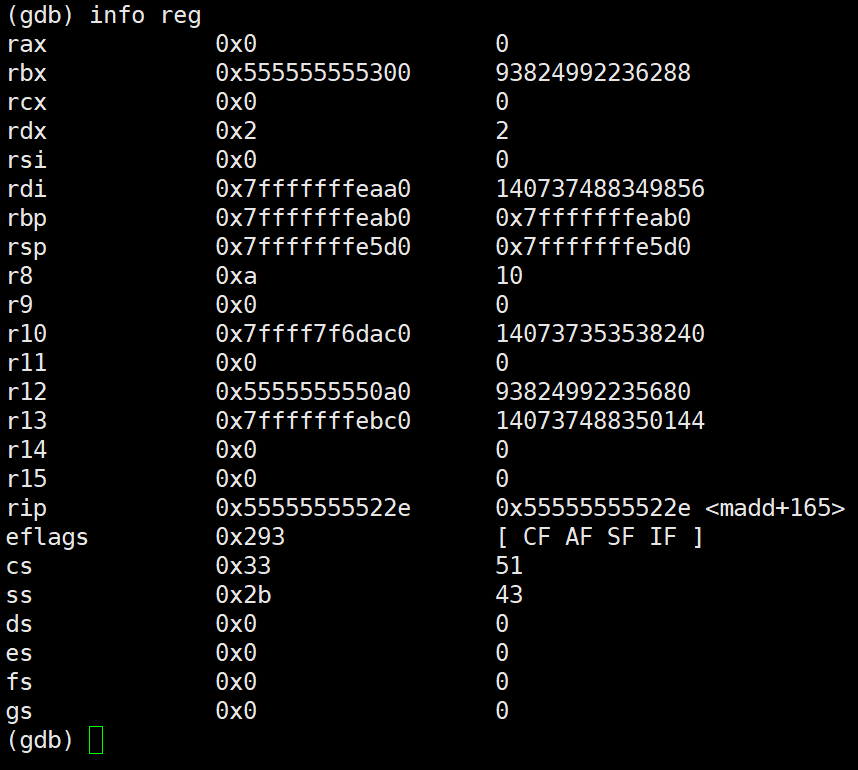 (gdb) info reg
rax 0x0 0
rbx 0x555555555300 93824992236288
rcx 0x0 0
rdx 0x2 2
rsi 0x0 0
rdi 0x7fffffffeaa0 140737488349856
rbp 0x7fffffffeab0 0x7fffffffeab0
rsp 0x7fffffffe5d0 0x7fffffffe5d0
r8 0xa 10
r9 0x0 0
r10 0x7ffff7f6dac0 140737353538240
r11 0x0 0
r12 0x5555555550a0 93824992235680
r13 0x7fffffffebc0 140737488350144
r14 0x0 0
r15 0x0 0
rip 0x55555555522e 0x55555555522e <madd+165>
eflags 0x293 [ CF AF SF IF ]
cs 0x33 51
ss 0x2b 43
ds 0x0 0
es 0x0 0
fs 0x0 0
gs 0x0 0
(gdb)